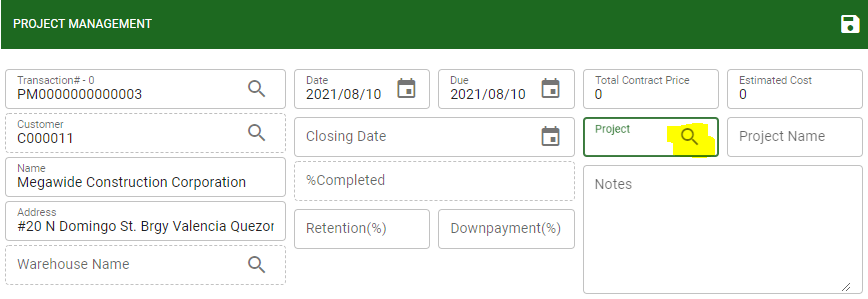 PROJECT MANAGEMENT
Transaction# - 0
PM0000000000003
Date
2021/08/10
Due
2021/08/10
Total Contract Price
0
Estimated Cost
0
Customer
C000011
Closing Date
Project
Project Name
Name
Megawide Construction Corporation
%Completed
Notes
Address
#20 N Domingo St. Brgy Valencia Quezor
Retention(%)
Downpayment(%)
Warehouse Name